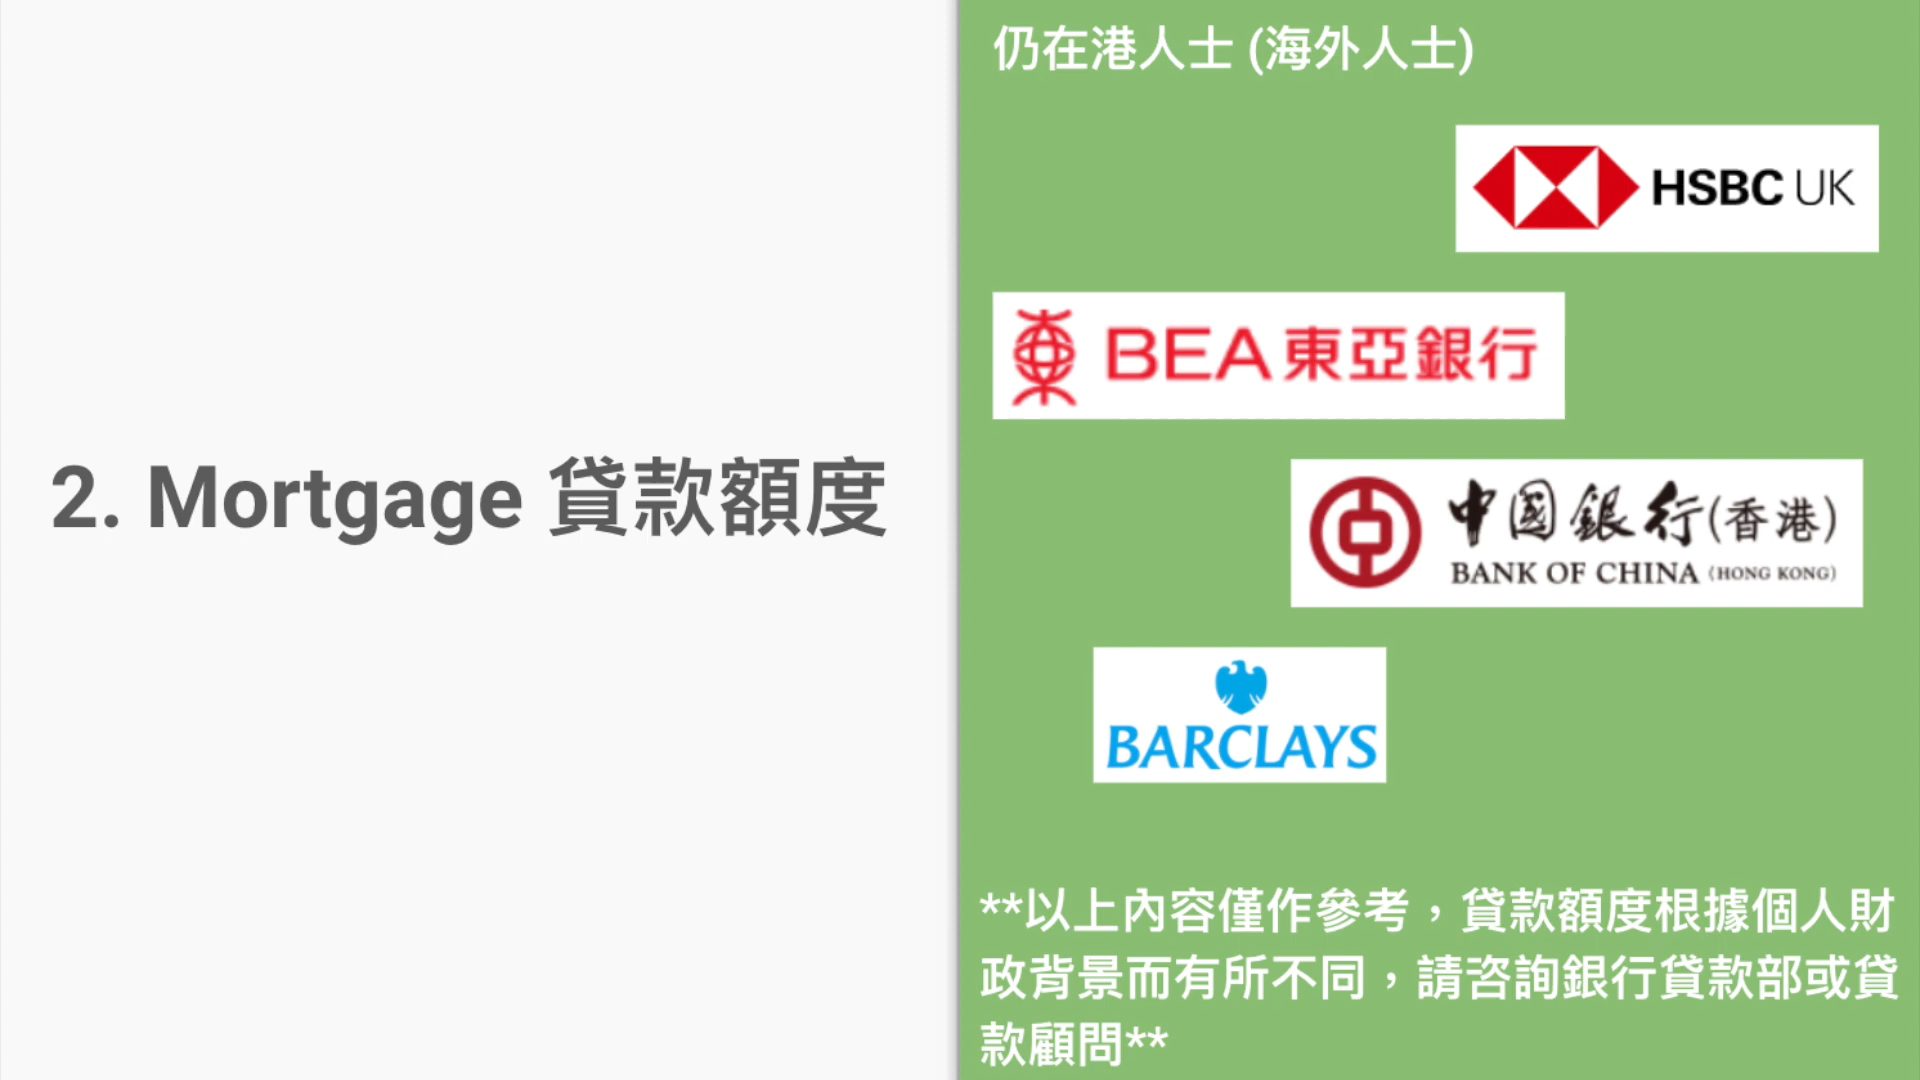 2. Mortgage 貸款額度
仍在港人士 (海外人士)
HSBC UK
BEA東亞銀行
中國銀行(香港)
BANK OF CHINA (HONG KONG)
BARCLAYS
**以上內容僅作參考，貸款額度根據個人財
政背景而有所不同，請咨詢銀行貸款部或貸
款顧問**